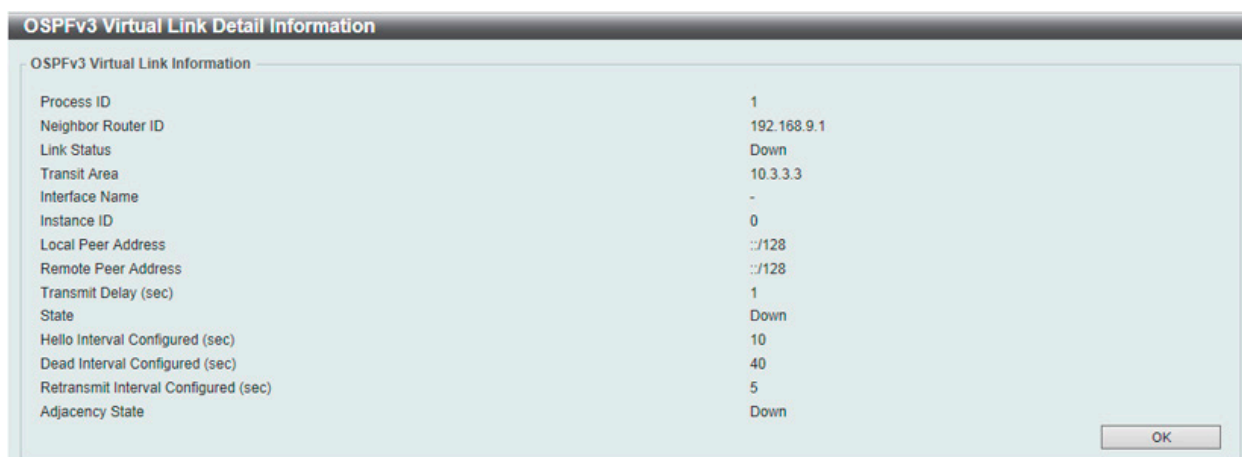 OSPFv3 Virtual Link Detail Information
OSPFv3 Virtual Link Information
Process ID 1
Neighbor Router ID 192.168.9.1
Link Status Down
Transit Area 10.3.3.3
Interface Name -
Instance ID 0
Local Peer Address ::/128
Remote Peer Address ::/128
Transmit Delay (sec) 1
State Down
Hello Interval Configured (sec) 10
Dead Interval Configured (sec) 40
Retransmit Interval Configured (sec) 5
Adjacency State Down
OK